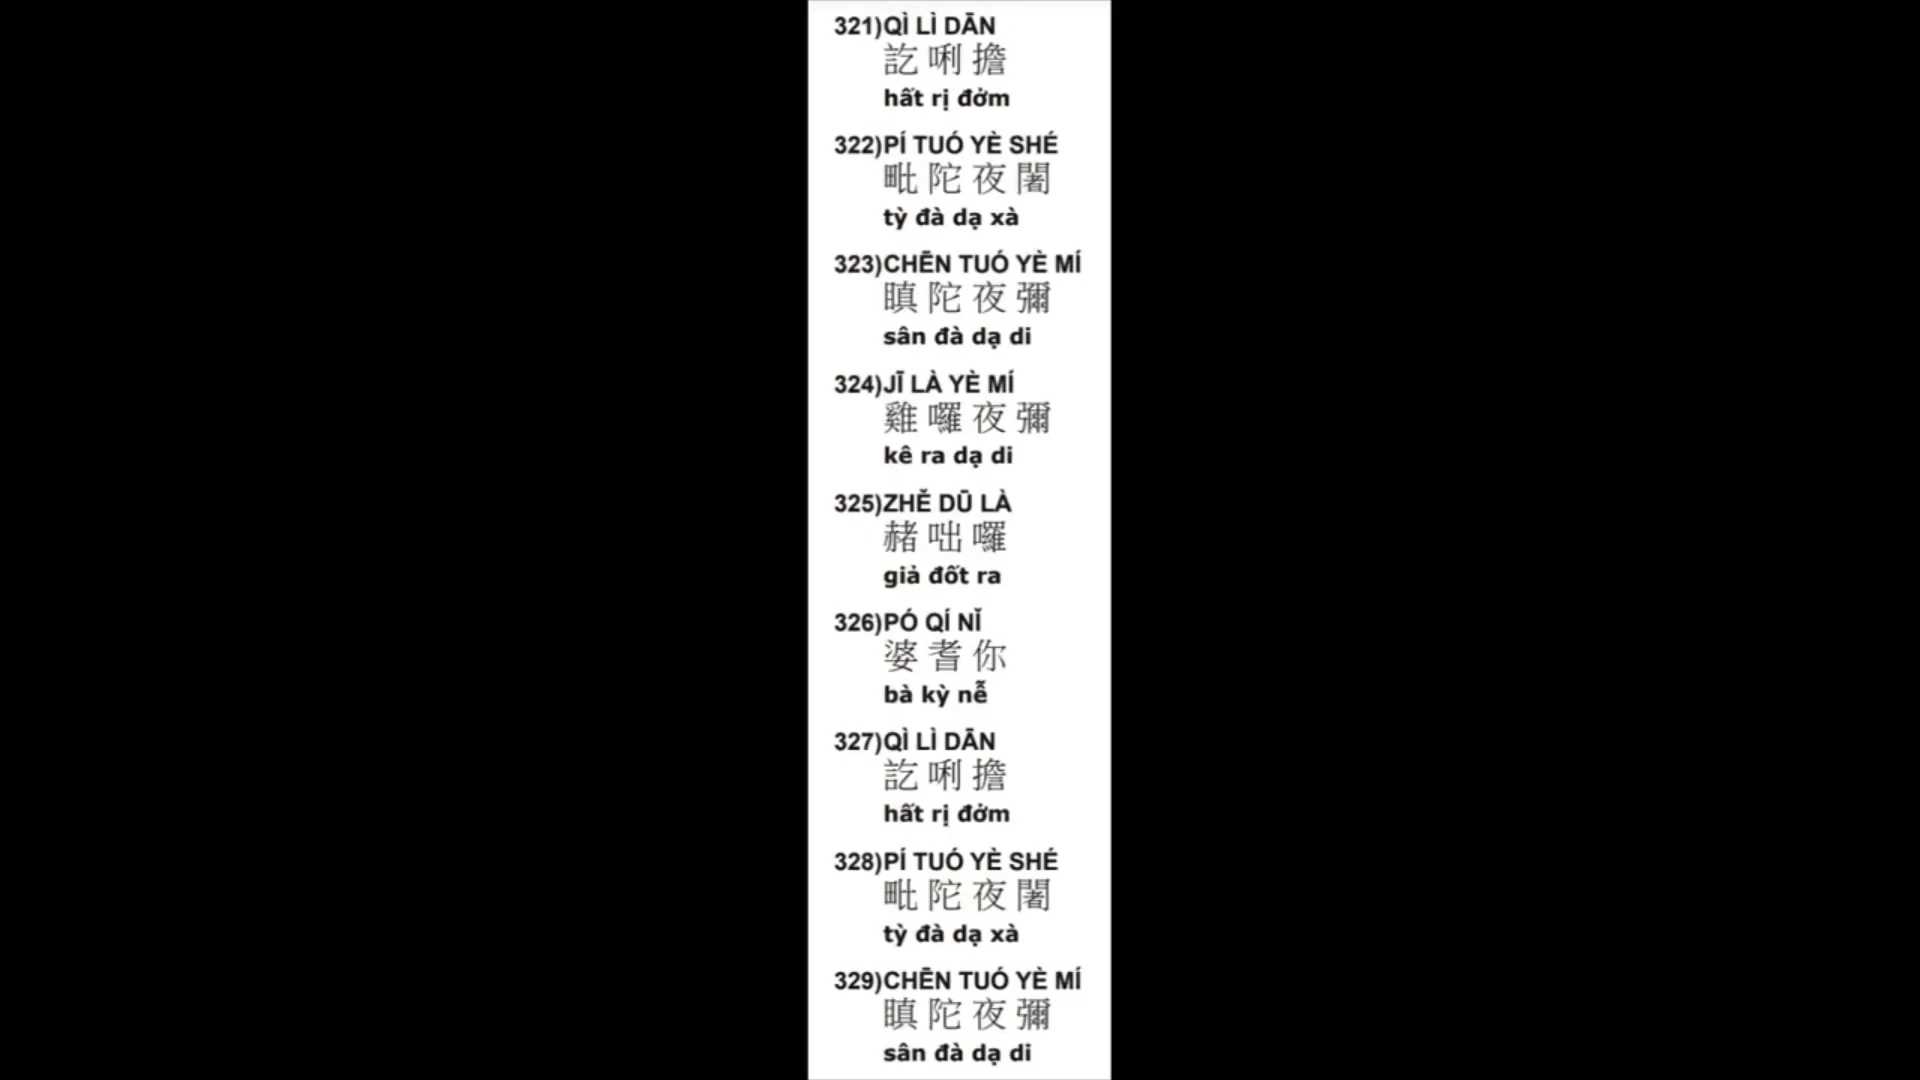 321)QÌ LÌ DĀN
訖 唎 擔
hất rị đởm
322)PÍ TUÓ YÈ SHÉ
毗 陀 夜 闍
tỳ đà dạ xà
323)CHĒN TUÓ YÈ MÍ
瞋 陀 夜 彌
sân đà dạ di
324)JĪ LÀ YÈ MÍ
雞 囉 夜 彌
kê ra dạ di
325)ZHĚ DŪ LÀ
赭 咄 囉
giả đốt ra
326)PÓ QÍ NǏ
婆 耆 你
bà kỳ nễ
327)QÌ LÌ DĀN
訖 唎 擔
hất rị đởm
328)PÍ TUÓ YÈ SHÉ
毗 陀 夜 闍
tỳ đà dạ xà
329)CHĒN TUÓ YÈ MÍ
瞋 陀 夜 彌
sân đà dạ di